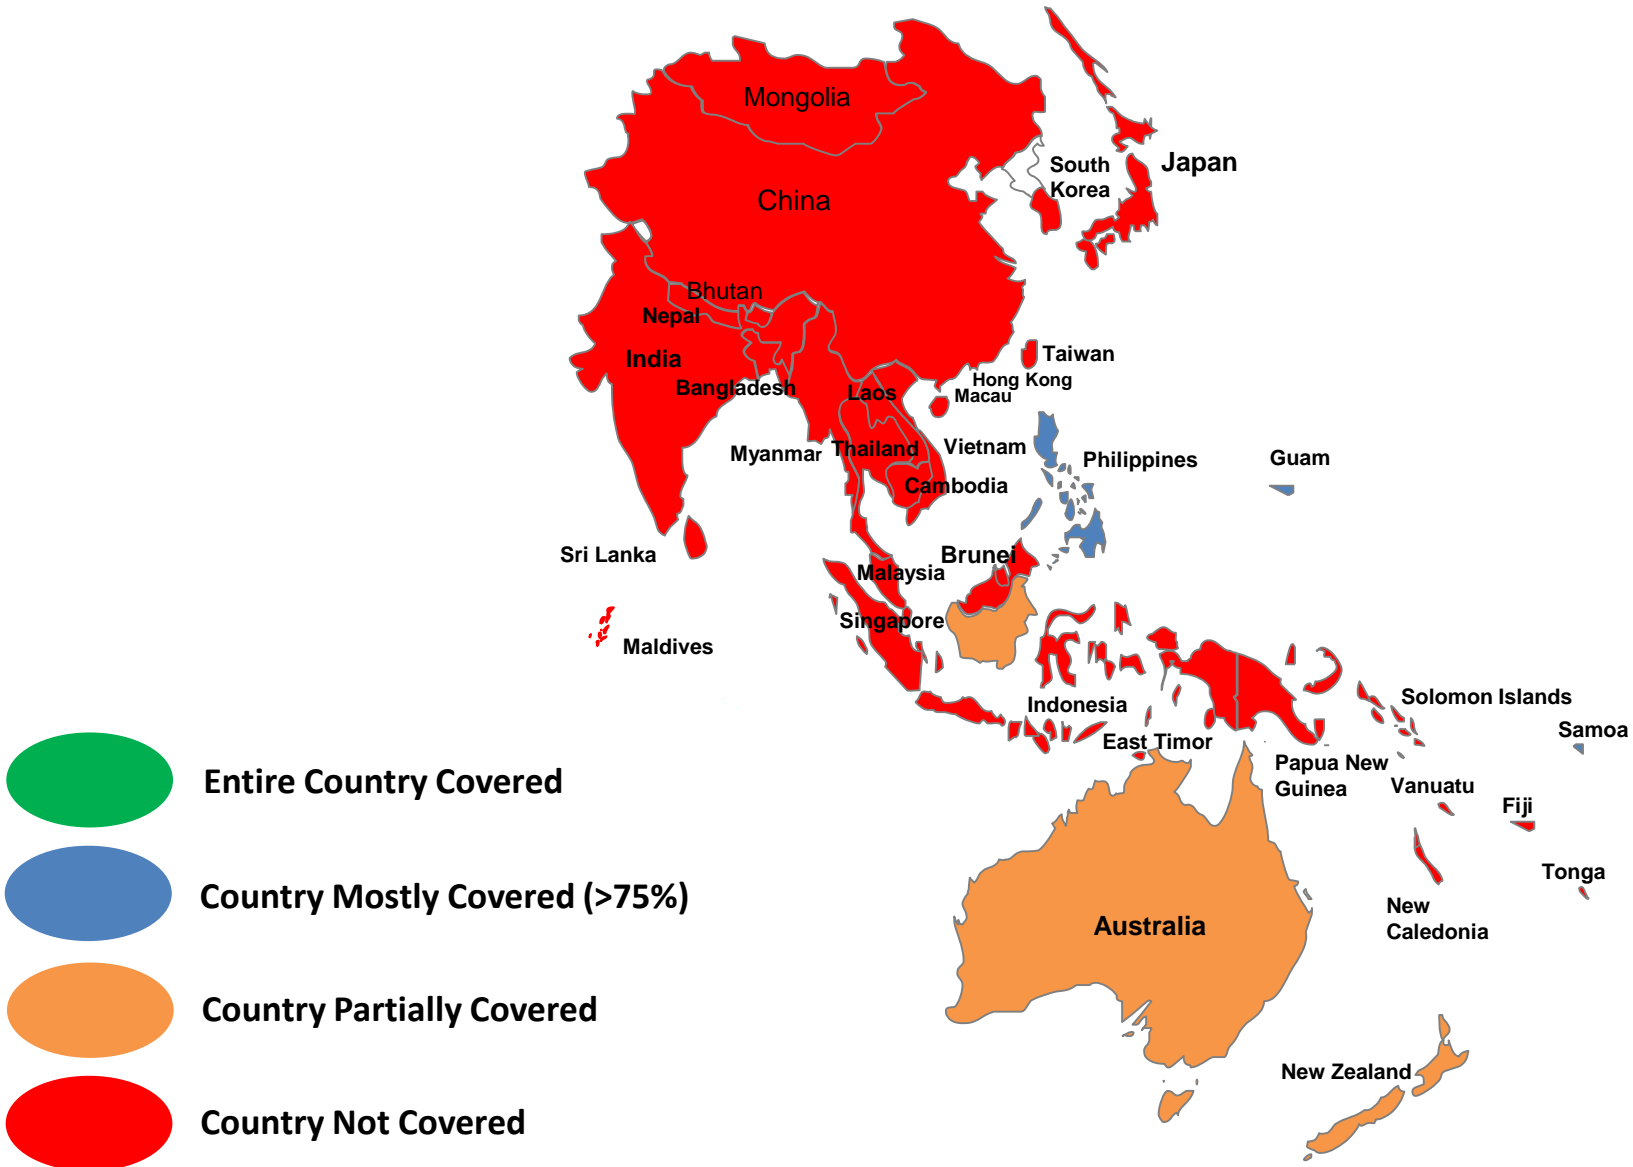 Mongolia
China
South
Korea
Japan
Bhutan
Nepal
India
Bangladesh
Taiwan
Hong Kong
Macau
Laos
Myanmar
Thailand
Vietnam
Cambodia
Philippines
Guam
Sri Lanka
Brunei
Malaysia
Singapore
Maldives
Indonesia
East Timor
Solomon Islands
Samoa
Papua New
Guinea
Vanuatu
Fiji
Tonga
New
Caledonia
Australia
New Zealand
Entire Country Covered
Country Mostly Covered (>75%)
Country Partially Covered
Country Not Covered